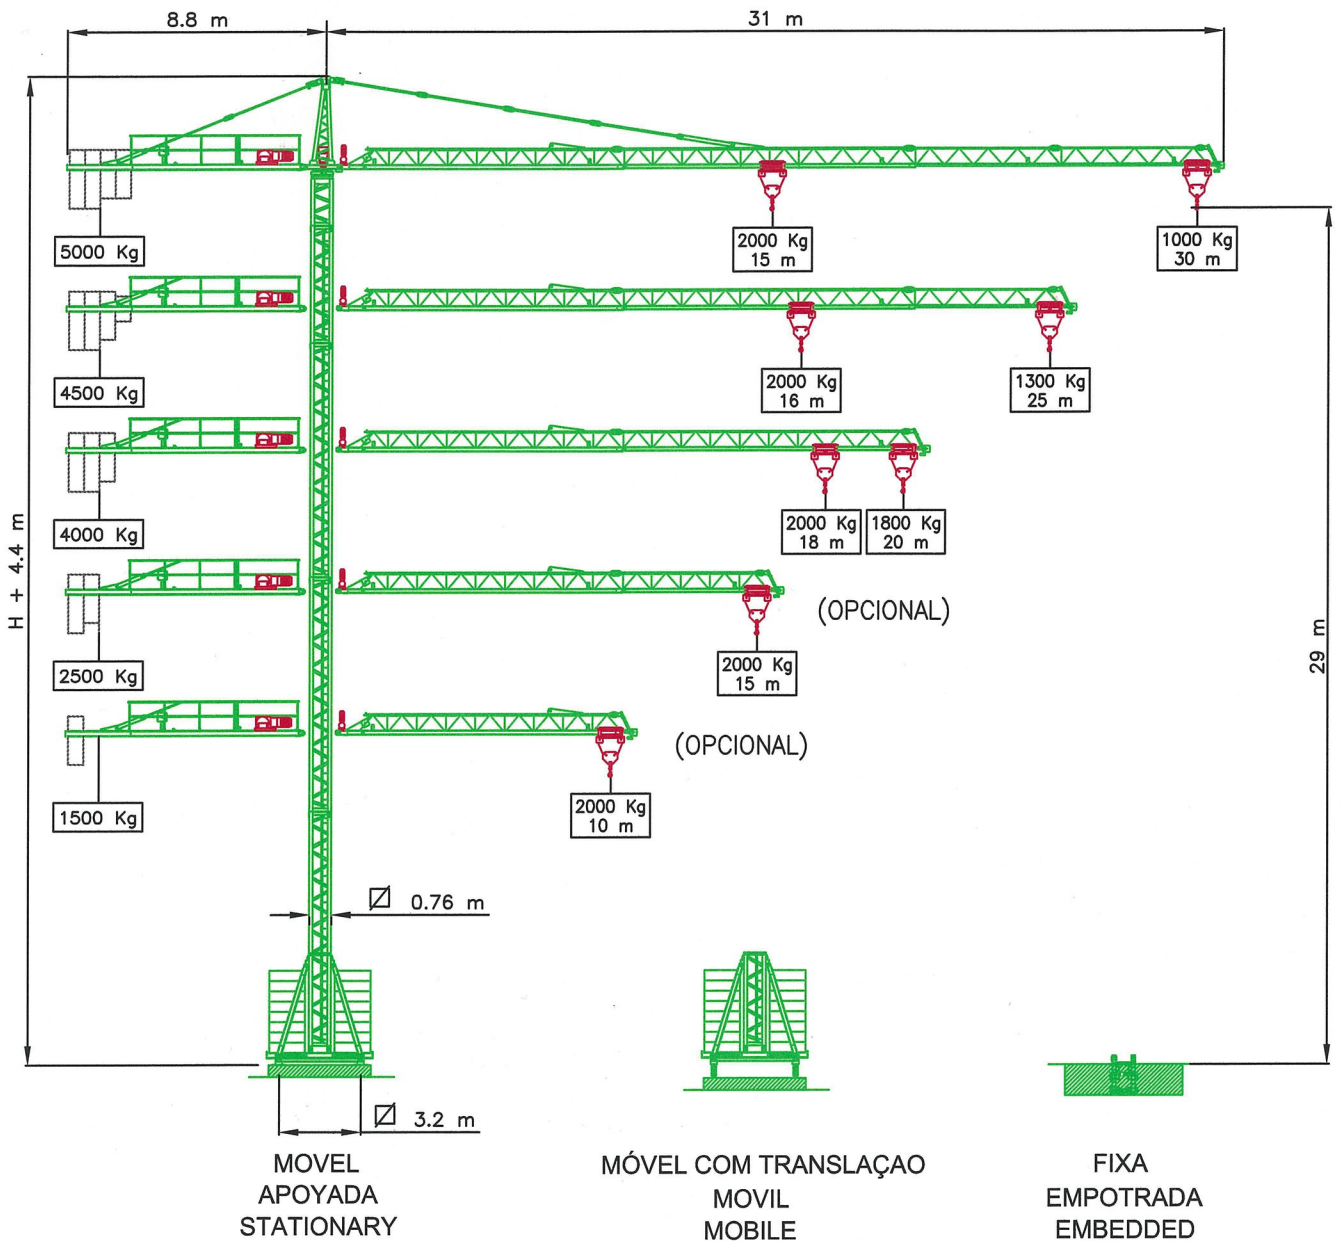 8.8 m
31 m
5000 Kg
2000 Kg
15 m
1000 Kg
30 m
4500 Kg
2000 Kg
16 m
1300 Kg
25 m
4000 Kg
2000 Kg
18 m
1800 Kg
20 m
H + 4.4 m
(OPCIONAL)
29 m
2500 Kg
2000 Kg
15 m
(OPCIONAL)
1500 Kg
2000 Kg
10 m
0.76 m
3.2 m
MOVEL
APOYADA
STATIONARY
MÓVEL COM TRANSLAÇAO
MOVIL
MOBILE
FIXA
EMPOTRADA
EMBEDDED